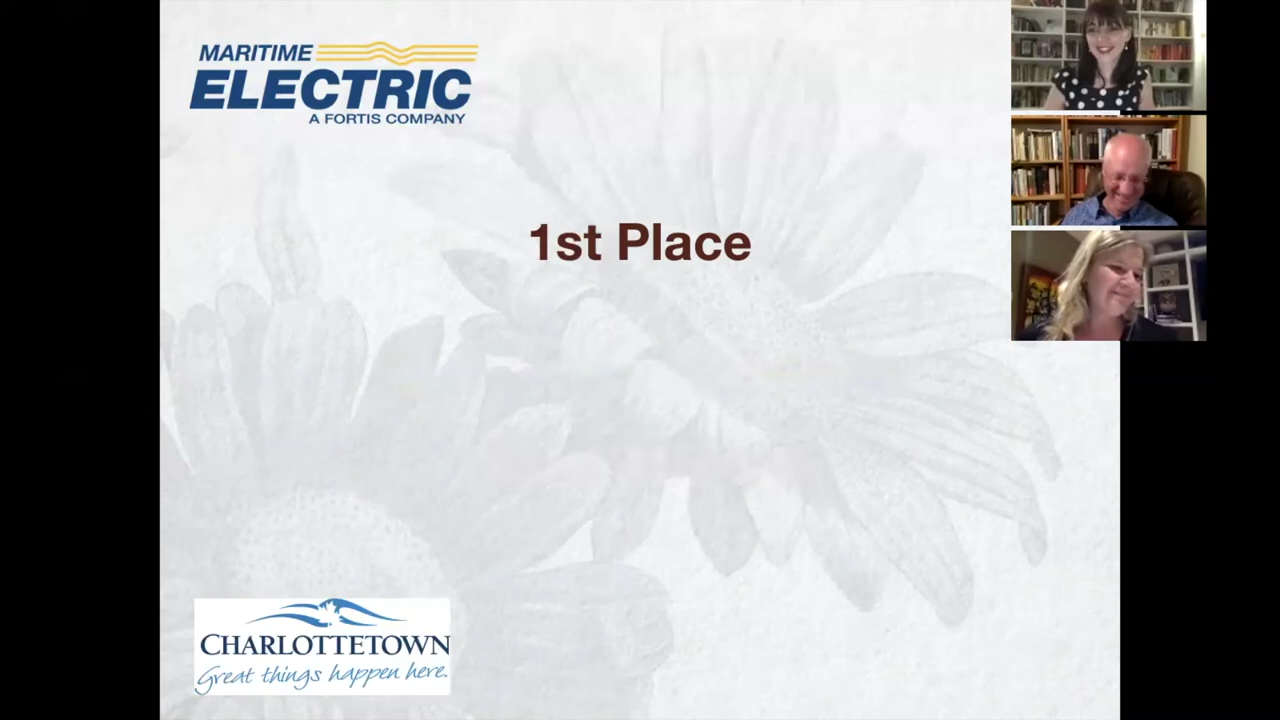 MARITIME
ELECTRIC
A FORTIS COMPANY
1st Place
CHARLOTTETOWN
Great things happen here.